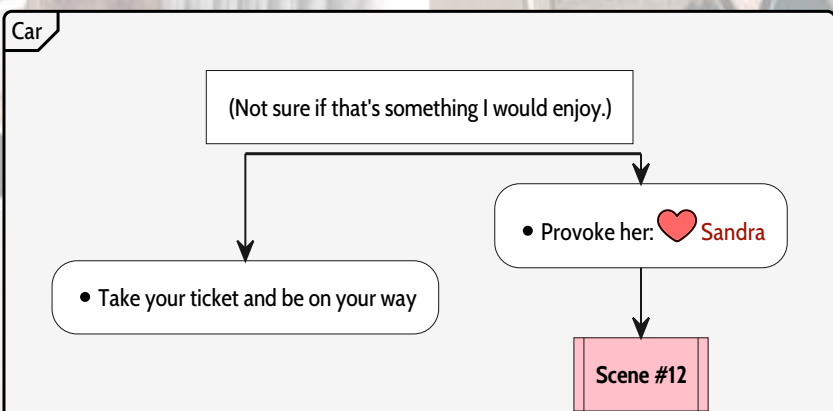 Car
(Not sure if that's something I would enjoy.)
• Provoke her: Sandra
• Take your ticket and be on your way
Scene #12